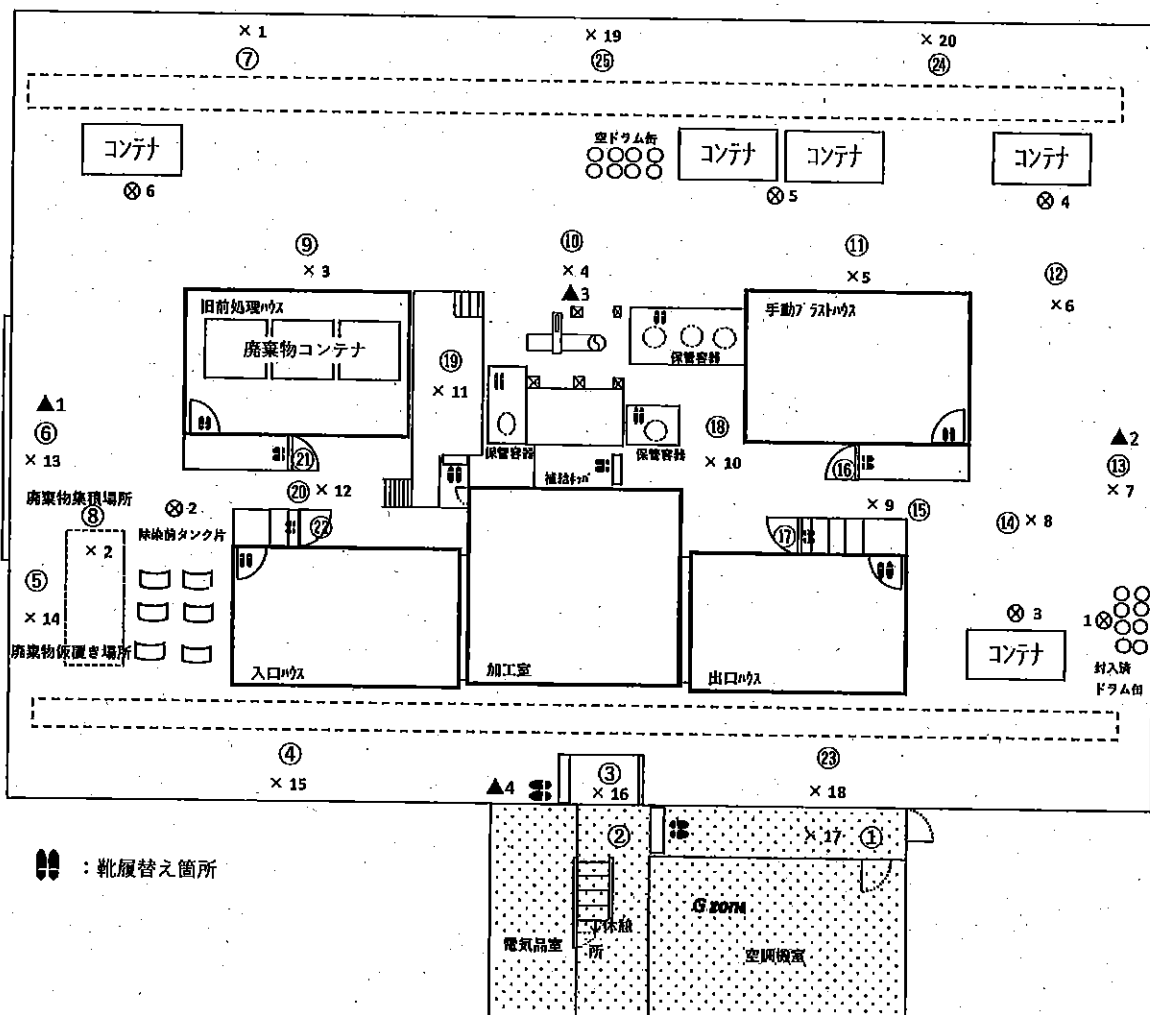 × 1
× 19
× 20
⑦
㉕
㉔
コンテナ
空ドラム缶
コンテナ
コンテナ
コンテナ
⊗ 6
⊗ 5
⊗ 4
⑨
⑩
⑪
⑫
× 3
× 4
× 5
× 6
▲3
旧前処理ハウス
手動ブラストハウス
廃棄物コンテナ
保管容器
⑲
× 11
▲1
⑥
× 13
⑱
× 10
▲2
⑬
× 7
保管容器
保管容器
㉑
⑯
⑳
× 12
× 9
⑮
⑭
× 8
廃棄物集積場所
⑧
⊗ 2
除染前タンク片
㉒
⑰
× 2
⑤
× 14
⊗ 3
1 ⊗
コンテナ
廃棄物仮置き場所
入口ハウス
加工室
出口ハウス
封入済
ドラム缶
④
③
㉓
× 15
▲4
× 16
× 18
②
× 17
①
:靴履替え箇所
G zone
休憩
所
電気品室
空調機室